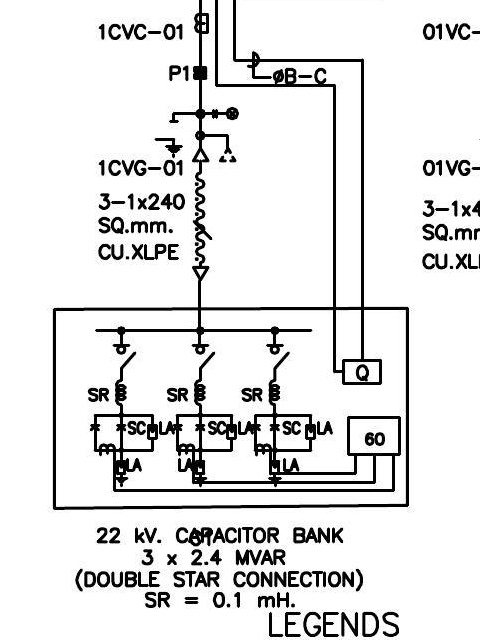 1CVC-01
01VC-
P1
ØB-C
1CVG-01
01VG-
3-1x240
SQ.mm.
CU.XLPE
3-1x4
SQ.mm
CU.XL
Q
SR SR SR
SC LA SC LA SC LA
60
LA LA LA
22 kV. CAPACITOR BANK
3 x 2.4 MVAR
(DOUBLE STAR CONNECTION)
SR = 0.1 mH.
LEGENDS